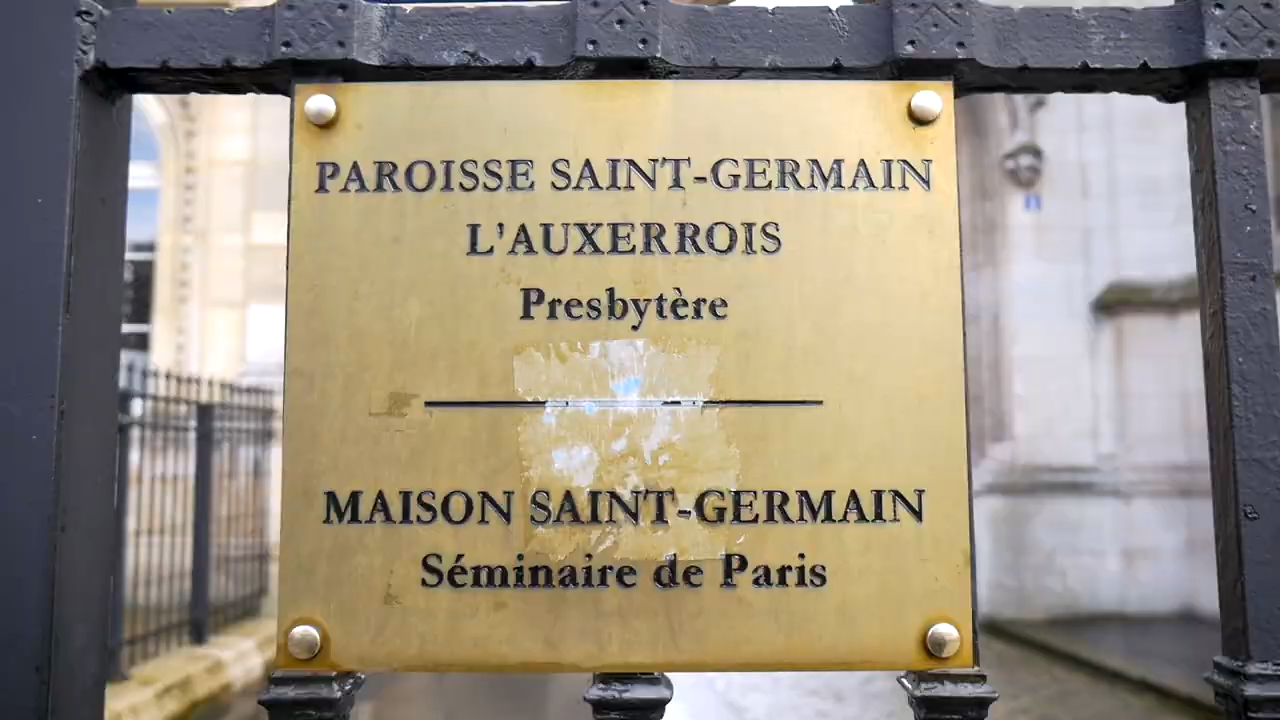 PAROISSE SAINT-GERMAIN
L'AUXERROIS
Presbytère
MAISON SAINT-GERMAIN
Séminaire de Paris